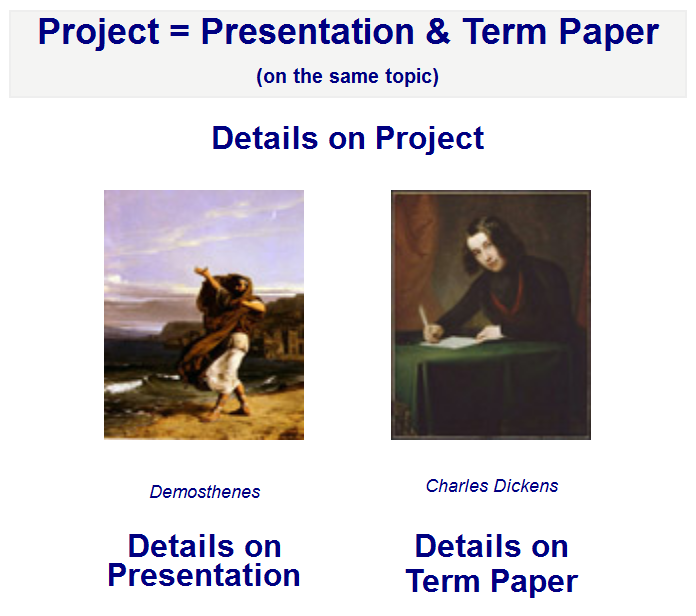 Project = Presentation & Term Paper
(on the same topic)
Details on Project
Demosthenes
Charles Dickens
Details on
Presentation
Details on
Term Paper